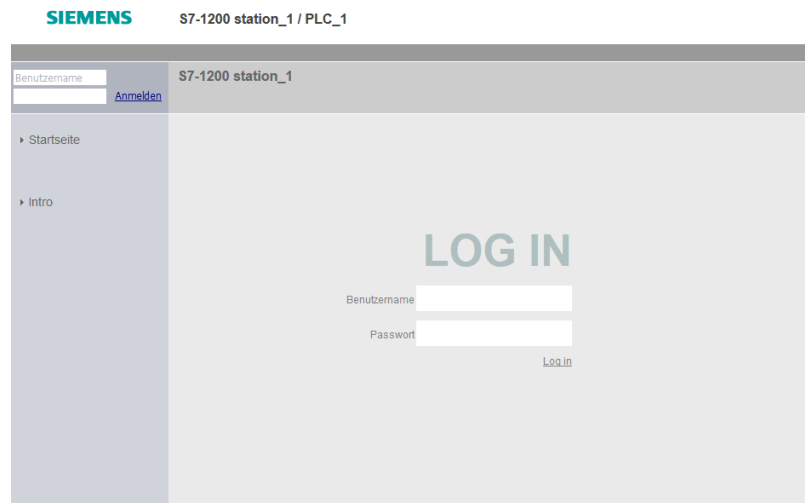 SIEMENS S7-1200 station_1 / PLC_1
Benutzername S7-1200 station_1
Anmelden
Startseite
Intro
LOG IN
Benutzername
Passwort
Log in